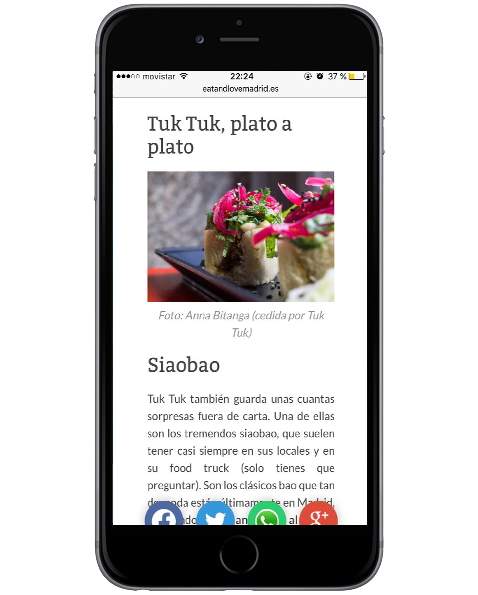 movistar 22:24 37 %
eatandlovemadrid.es
Tuk Tuk, plato a
plato
Foto: Anna Bitanga (cedida por Tuk
Tuk)
Siaobao
Tuk Tuk también guarda unas cuantas
sorpresas fuera de carta. Una de ellas
son los tremendos siaobao, que suelen
tener casi siempre en sus locales y en
su food truck (solo tienes que
preguntar). Son los clásicos bao que tan
de moda están últimamente en Madrid,
g+